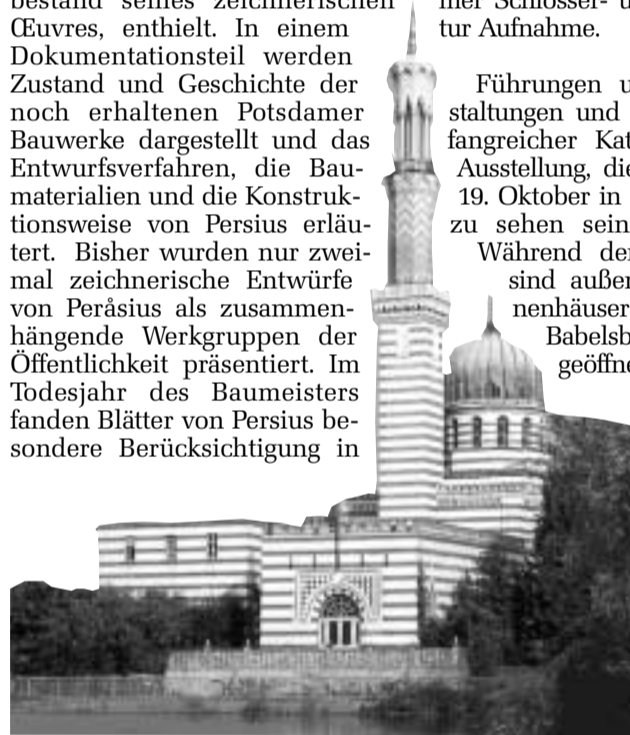 bestand seines zeichnerischen
Œuvres, enthielt. In einem
Dokumentationsteil werden
Zustand und Geschichte der
noch erhaltenen Potsdamer
Bauwerke dargestellt und das
Entwurfsverfahren, die Bau-
materialien und die Konstruk-
tionsweise von Persius erläu-
tert. Bisher wurden nur zwei-
mal zeichnerische Entwürfe
von Peråsius als zusammen-
hängende Werkgruppen der
Öffentlichkeit präsentiert. Im
Todesjahr des Baumeisters
fanden Blätter von Persius be-
sondere Berücksichtigung in
mer Schlösser- u
tur Aufnahme.
Führungen u
staltungen und
fangreicher Kat
Ausstellung, die
19. Oktober in
zu sehen sein
Während de
sind außer
nenhäuser
Babelsb
geöffne